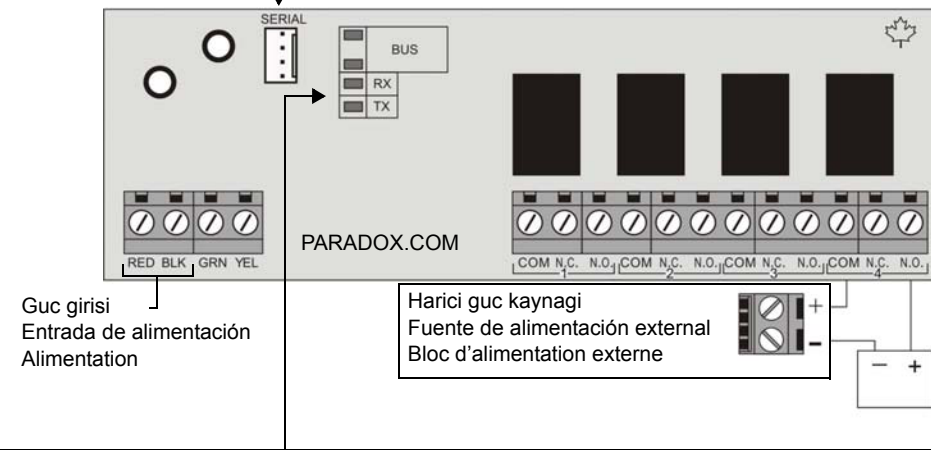 SERIAL
BUS
RX
TX
PARADOX.COM
RED BLK GRN YEL
COM N.C. N.O. COM N.C. N.O. COM N.C. N.O. COM N.C. N.O.
1 2 3 4
Guc girisi
Entrada de alimentación
Alimentation
Harici guc kaynagi
Fuente de alimentación external
Bloc d'alimentation externe
+
-
− +